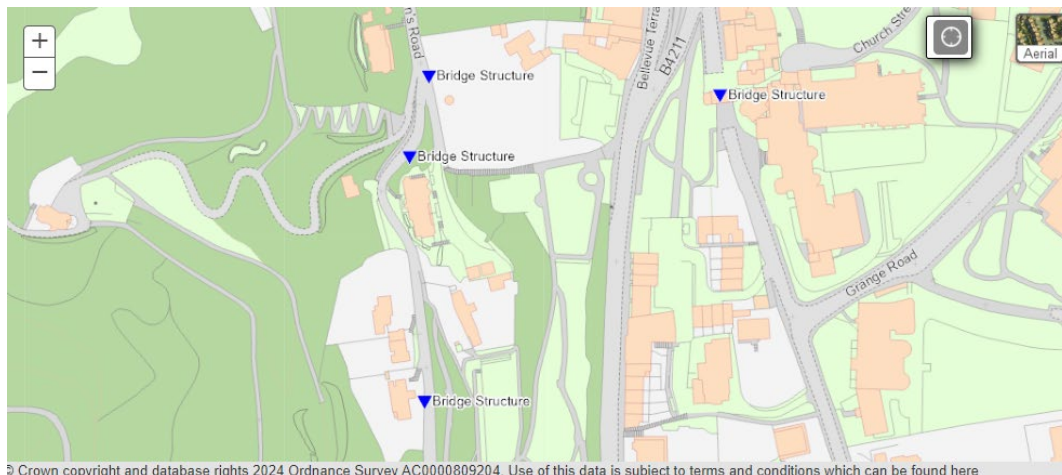 +
−
n's Road
Bridge Structure
Bridge Structure
Bridge Structure
Bellevue Terra
B4211
Bridge Structure
Church Stre
Aerial
Grange Road
© Crown copyright and database rights 2024 Ordnance Survey AC0000809204. Use of this data is subject to terms and conditions which can be found here